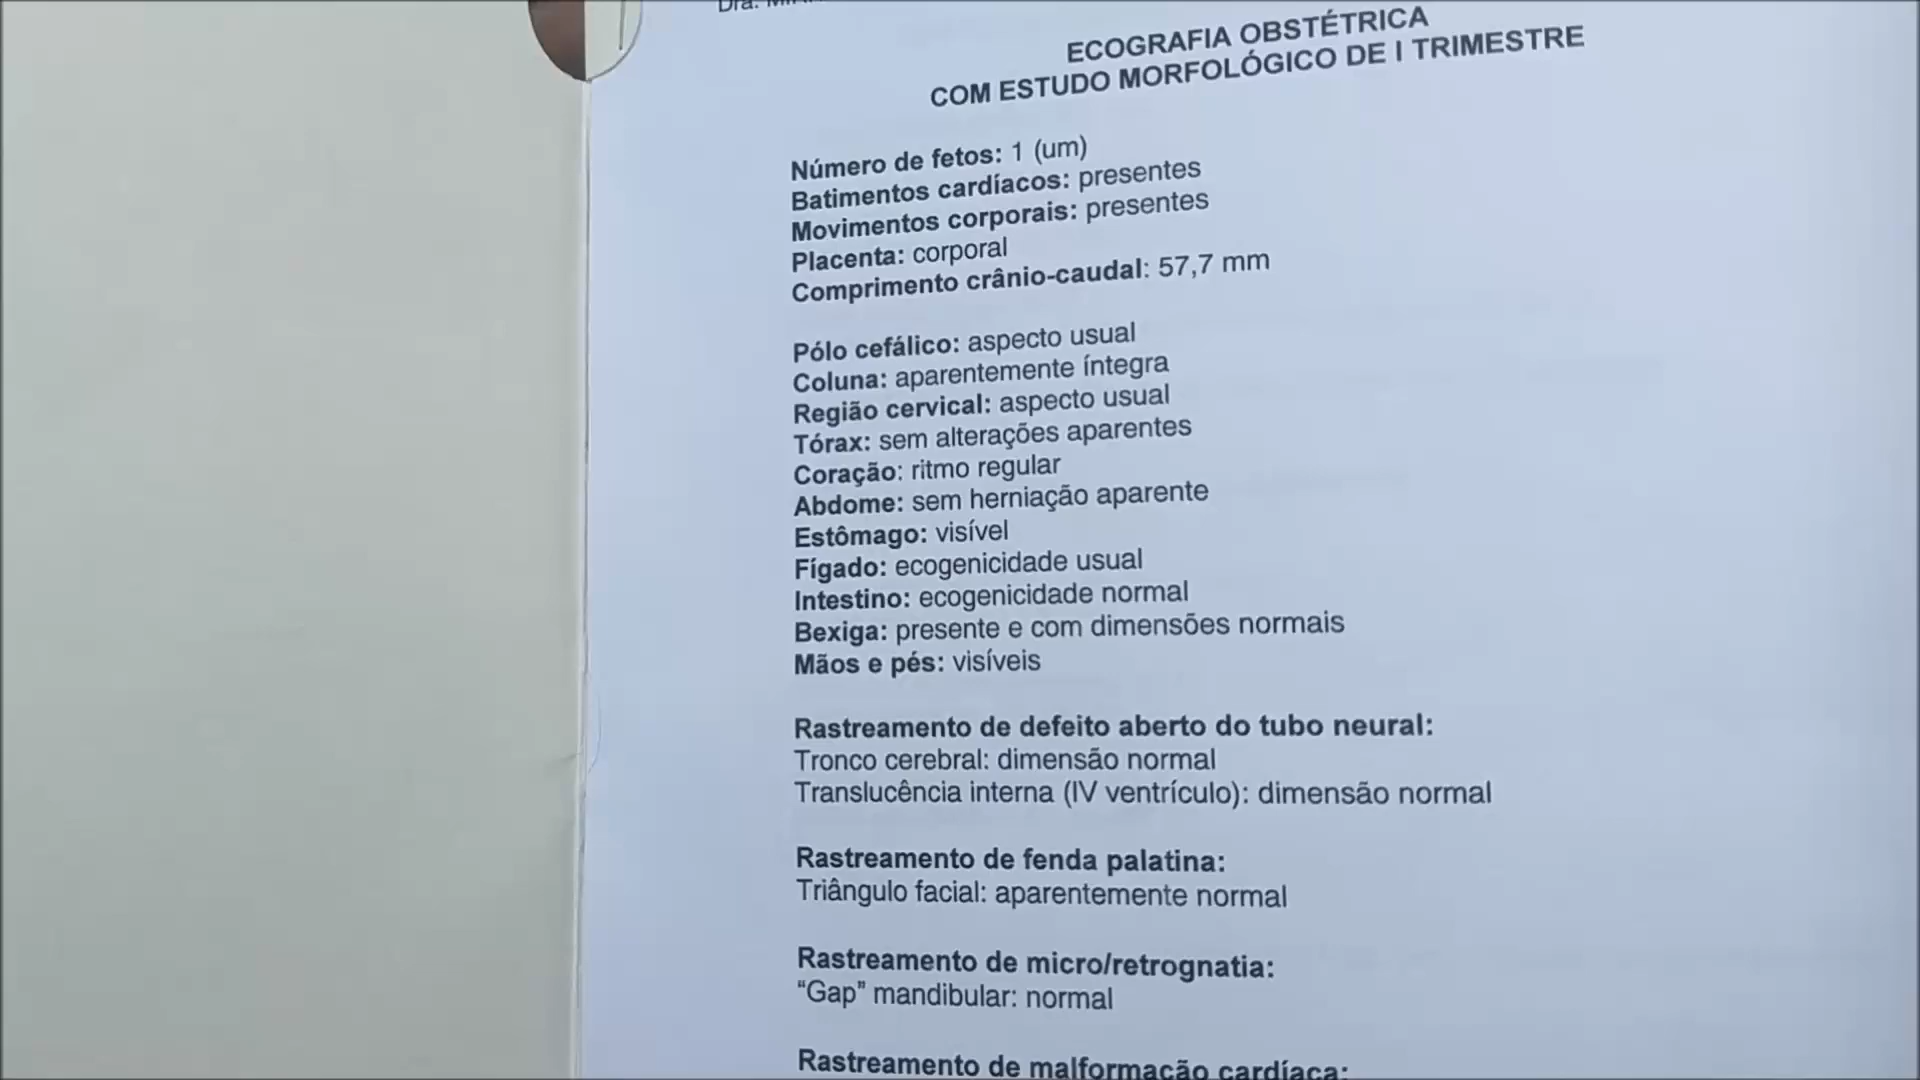 Dra.
ECOGRAFIA OBSTÉTRICA
COM ESTUDO MORFOLÓGICO DE I TRIMESTRE
Número de fetos: 1 (um)
Batimentos cardíacos: presentes
Movimentos corporais: presentes
Placenta: corporal
Comprimento crânio-caudal: 57,7 mm
Pólo cefálico: aspecto usual
Coluna: aparentemente íntegra
Região cervical: aspecto usual
Tórax: sem alterações aparentes
Coração: ritmo regular
Abdome: sem herniação aparente
Estômago: visível
Fígado: ecogenicidade usual
Intestino: ecogenicidade normal
Bexiga: presente e com dimensões normais
Mãos e pés: visíveis
Rastreamento de defeito aberto do tubo neural:
Tronco cerebral: dimensão normal
Translucência interna (IV ventrículo): dimensão normal
Rastreamento de fenda palatina:
Triângulo facial: aparentemente normal
Rastreamento de micro/retrognatia:
“Gap” mandibular: normal
Rastreamento de malformação cardíaca: